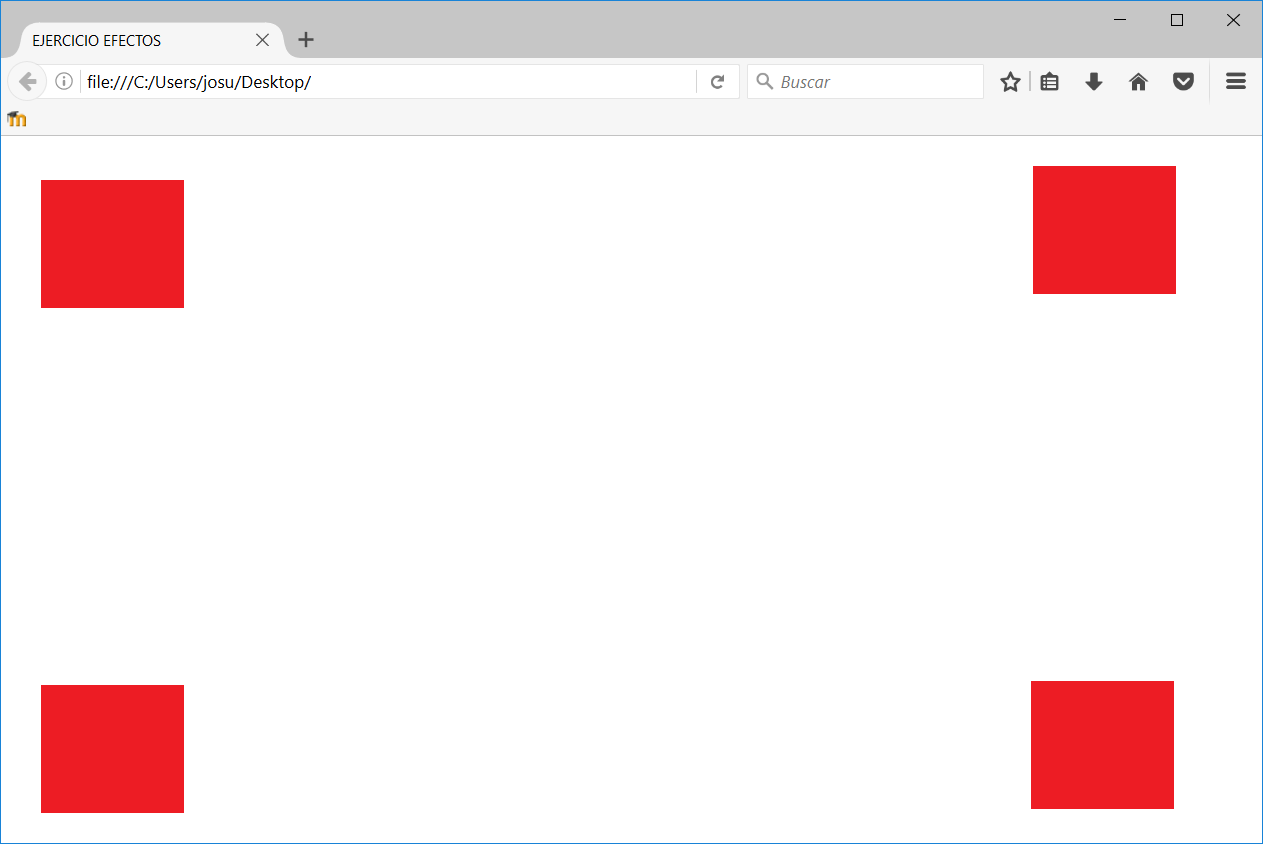 EJERCICIO EFECTOS
file:///C:/Users/josu/Desktop/
Buscar